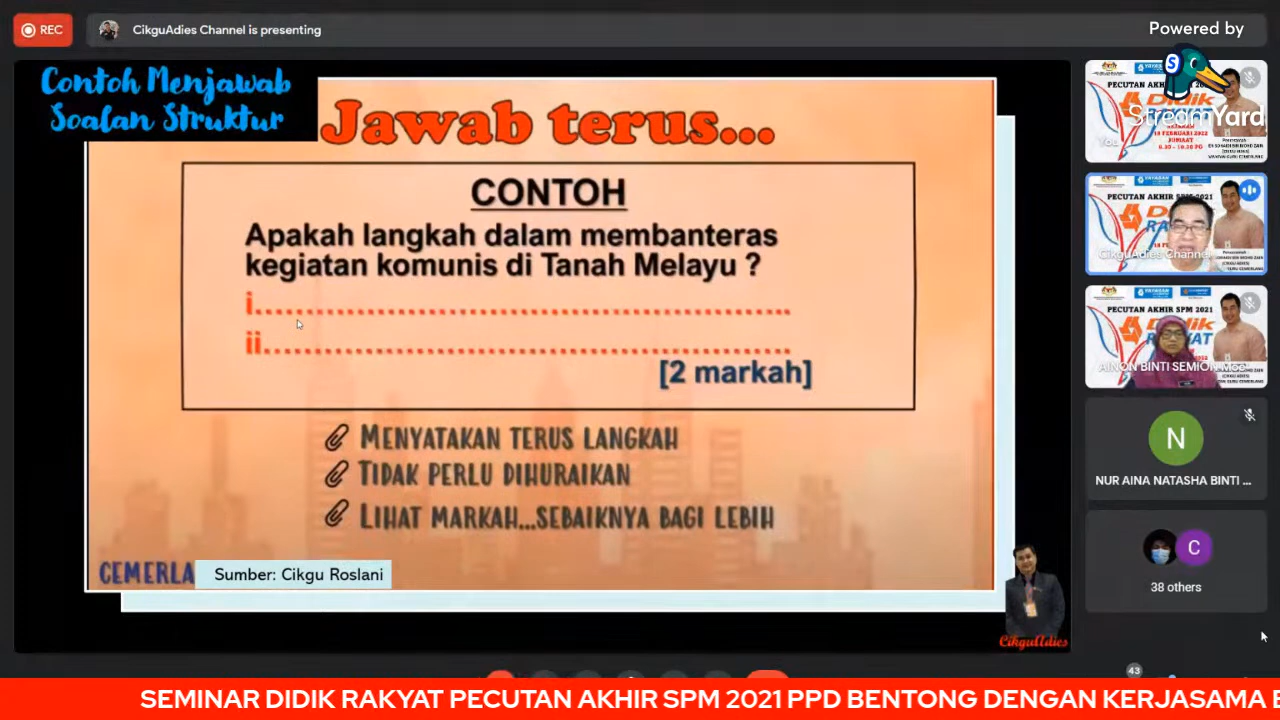 REC
CikguAdies Channel is presenting
Powered by
StreamYard
Contoh Menjawab
Soalan Struktur
Jawab terus...
CONTOH
Apakah langkah dalam membanteras
kegiatan komunis di Tanah Melayu ?
i...............................................................
ii..............................................................
[2 markah]
MENYATAKAN TERUS LANGKAH
TIDAK PERLU DIHURAIKAN
LIHAT MARKAH...SEBAIKNYA BAGI LEBIH
CEMERLA
Sumber: Cikgu Roslani
CikguAdies
You
CikguAdies Channel
PECUTAN AKHIR SPM 2021
AINON BINTI SEMION MOE
N
NUR AINA NATASHA BINTI ...
C
38 others
43
SEMINAR DIDIK RAKYAT PECUTAN AKHIR SPM 2021 PPD BENTONG DENGAN KERJASAMA